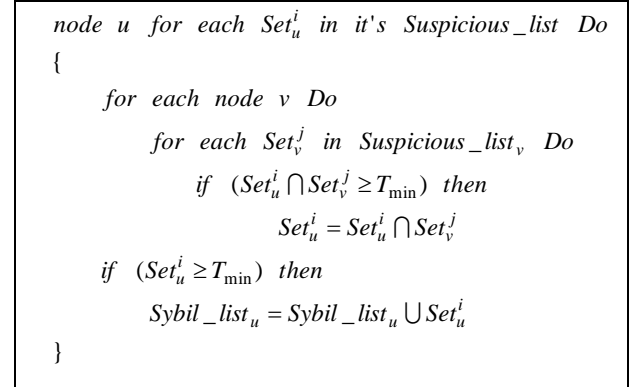 node u for each Set_u^i in it's Suspicious_list Do
{
for each node v Do
for each Set_v^j in Suspicious_list_v Do
if (Set_u^i ⋂ Set_v^j ≥ T_min) then
Set_u^i = Set_u^i ⋂ Set_v^j
if (Set_u^i ≥ T_min) then
Sybil_list_u = Sybil_list_u ⋃ Set_u^i
}